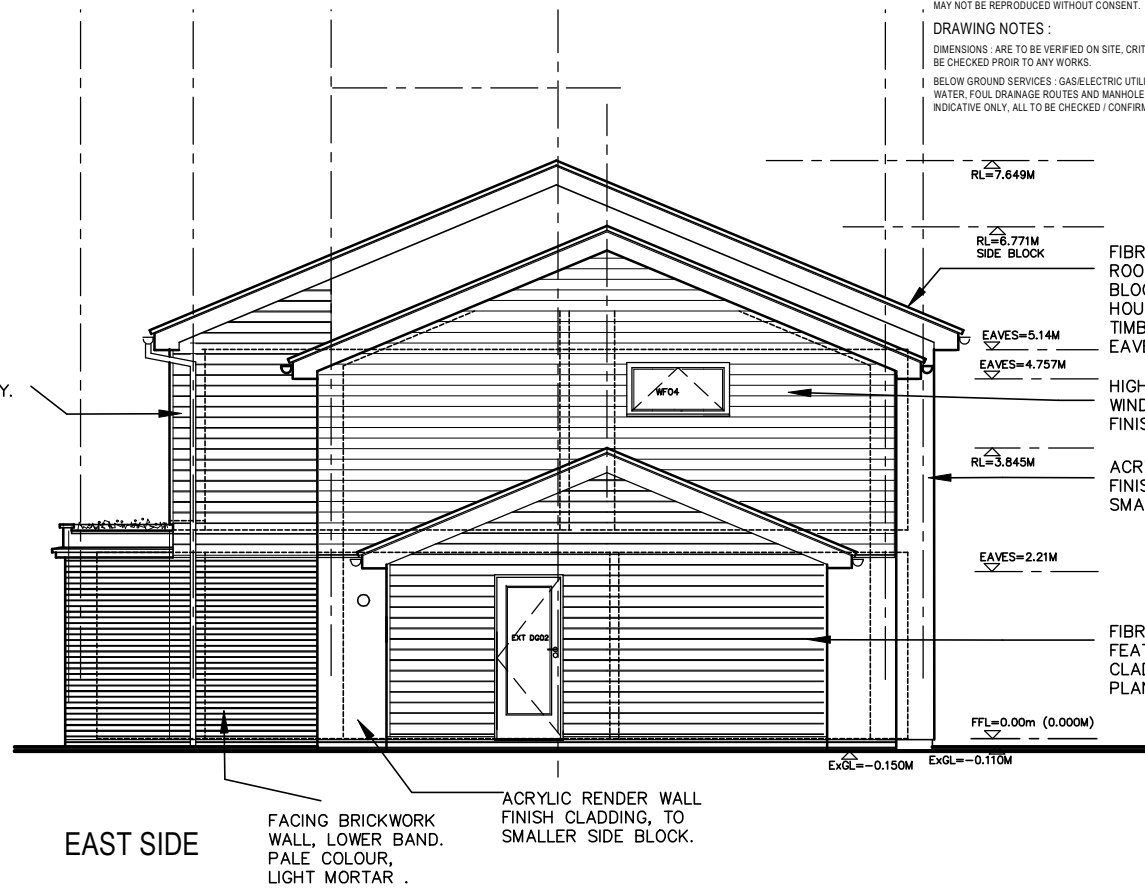 MAY NOT BE REPRODUCED WITHOUT CONSENT.
DRAWING NOTES :
DIMENSIONS : ARE TO BE VERIFIED ON SITE, CRIT
BE CHECKED PROIR TO ANY WORKS.
BELOW GROUND SERVICES : GAS/ELECTRIC UTIL
WATER, FOUL DRAINAGE ROUTES AND MANHOLE
INDICATIVE ONLY, ALL TO BE CHECKED / CONFIRM
RL=7.649M
RL=6.771M
SIDE BLOCK
EAVES=5.14M
EAVES=4.757M
RL=3.845M
EAVES=2.21M
FFL=0.00m (0.000M)
ExGL=-0.150M
ExGL=-0.110M
FIBR
ROO
BLOC
HOU
TIMB
EAVE
HIGH
WIND
FINIS
ACR
FINIS
SMA
FIBR
FEAT
CLAD
PLAN
Y.
WF04
EXT DG02
ACRYLIC RENDER WALL
FINISH CLADDING, TO
SMALLER SIDE BLOCK.
FACING BRICKWORK
WALL, LOWER BAND.
PALE COLOUR,
LIGHT MORTAR .
EAST SIDE